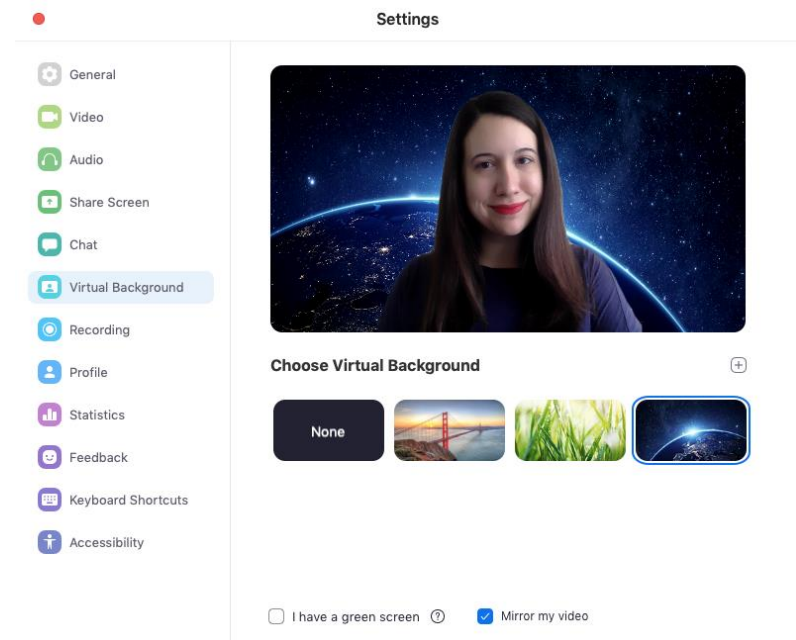 Settings
General
Video
Audio
Share Screen
Chat
Virtual Background
Recording
Profile
Statistics
Feedback
Keyboard Shortcuts
Accessibility
Choose Virtual Background
None
I have a green screen ?
Mirror my video